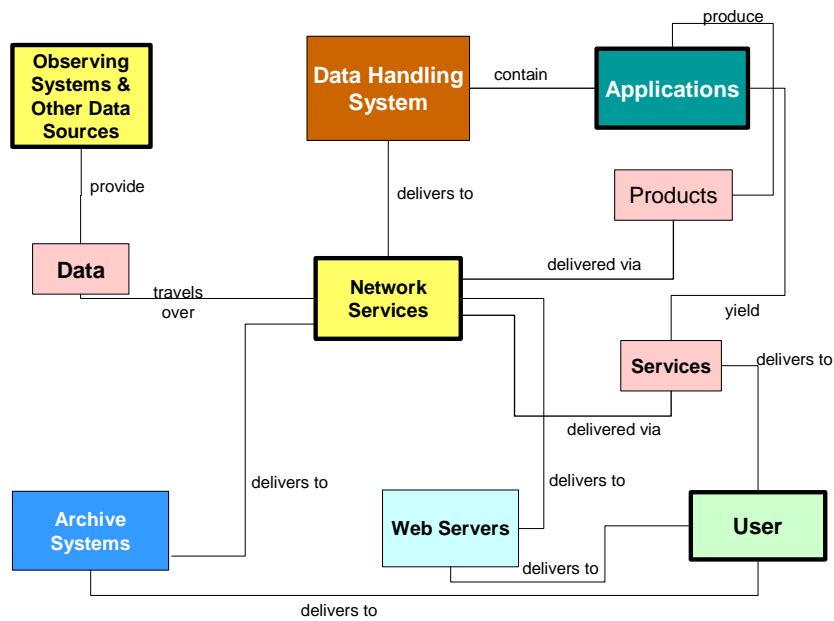 produce
Observing
Systems &
Other Data
Sources
Data Handling
System
contain
Applications
provide
delivers to
Products
Data
delivered via
travels
over
Network
Services
yield
Services
delivers to
delivered via
delivers to
delivers to
Archive
Systems
Web Servers
User
delivers to
delivers to